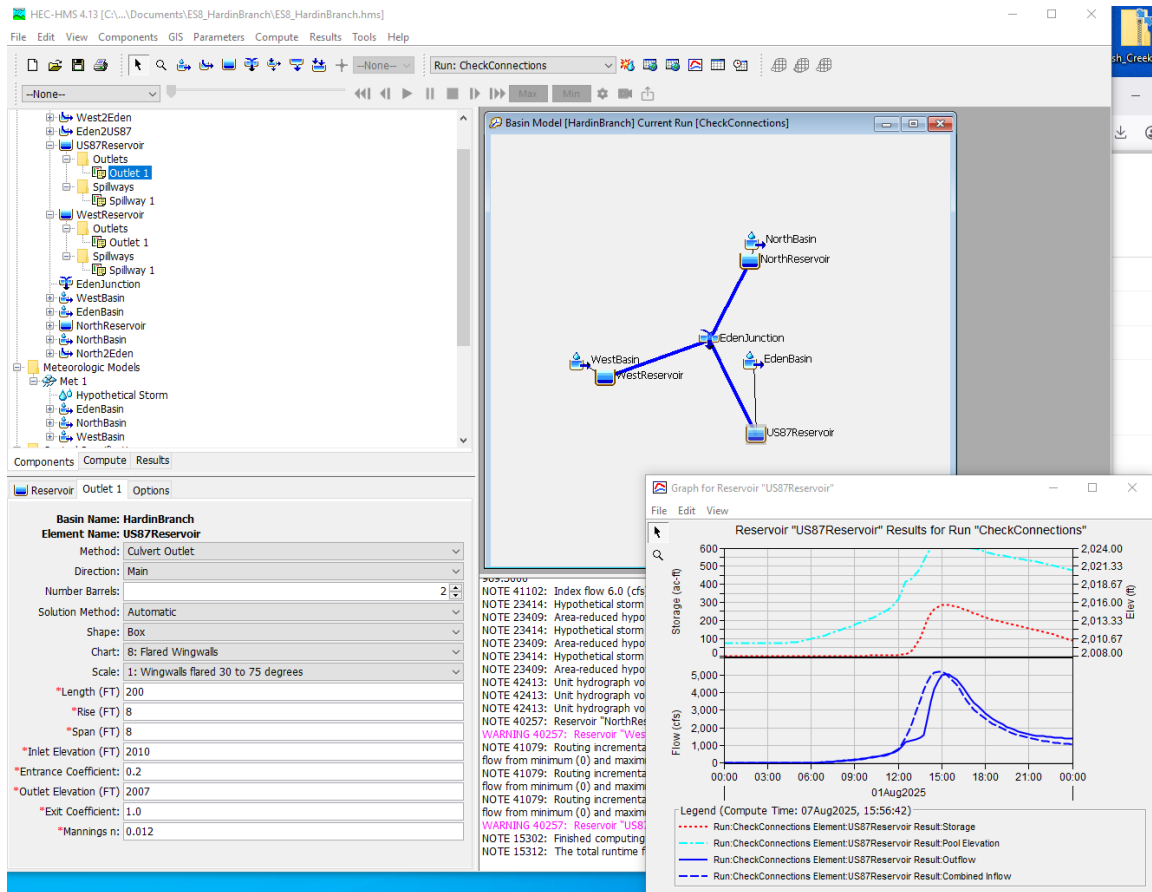 HEC-HMS 4.13 [C:\...\Documents\ES8_HardinBranch\ES8_HardinBranch.hms]
File Edit View Components GIS Parameters Compute Results Tools Help
--None--
Run: CheckConnections
--None--
Max Min
West2Eden
Eden2US87
US87Reservoir
Outlets
Outlet 1
Spillways
Spillway 1
WestReservoir
Outlets
Outlet 1
Spillways
Spillway 1
EdenJunction
WestBasin
EdenBasin
NorthReservoir
NorthBasin
North2Eden
Meteorologic Models
Met 1
Hypothetical Storm
EdenBasin
NorthBasin
WestBasin
Components Compute Results
Reservoir Outlet 1 Options
Basin Name: HardinBranch
Element Name: US87Reservoir
Method: Culvert Outlet
Direction: Main
Number Barrels: 2
Solution Method: Automatic
Shape: Box
Chart: 8: Flared Wingwalls
Scale: 1: Wingwalls flared 30 to 75 degrees
*Length (FT) 200
*Rise (FT) 8
*Span (FT) 8
*Inlet Elevation (FT) 2010
*Entrance Coefficient: 0.2
*Outlet Elevation (FT) 2007
*Exit Coefficient: 1.0
*Mannings n: 0.012
Basin Model [HardinBranch] Current Run [CheckConnections]
NorthBasin
NorthReservoir
EdenJunction
EdenBasin
WestBasin
WestReservoir
US87Reservoir
NOTE 41102: Index flow 6.0 (cfs
NOTE 23414: Hypothetical storm
NOTE 23409: Area-reduced hypo
NOTE 23414: Hypothetical storm
NOTE 23409: Area-reduced hypo
NOTE 23414: Hypothetical storm
NOTE 23409: Area-reduced hypo
NOTE 42413: Unit hydrograph vo
NOTE 42413: Unit hydrograph vo
NOTE 42413: Unit hydrograph vo
NOTE 40257: Reservoir "NorthRes
WARNING 40257: Reservoir "Wes
NOTE 41079: Routing incrementa
flow from minimum (0) and maximu
NOTE 41079: Routing incrementa
flow from minimum (0) and maxim
NOTE 41079: Routing incrementa
flow from minimum (0) and maxim
WARNING 40257: Reservoir "US8
NOTE 15302: Finished computing
NOTE 15312: The total runtime f
Graph for Reservoir "US87Reservoir"
File Edit View
Reservoir "US87Reservoir" Results for Run "CheckConnections"
Storage (ac-ft)
600
500
400
300
200
100
0
2,024.00
2,021.33
2,018.67
2,016.00
2,013.33
2,010.67
2,008.00
Elev (ft)
Flow (cfs)
5,000
4,000
3,000
2,000
1,000
0
00:00 03:00 06:00 09:00 12:00 15:00 18:00 21:00 00:00
01Aug2025
Legend (Compute Time: 07Aug2025, 15:56:42)
Run:CheckConnections Element:US87Reservoir Result:Storage
Run:CheckConnections Element:US87Reservoir Result:Pool Elevation
Run:CheckConnections Element:US87Reservoir Result:Outflow
Run:CheckConnections Element:US87Reservoir Result:Combined Inflow